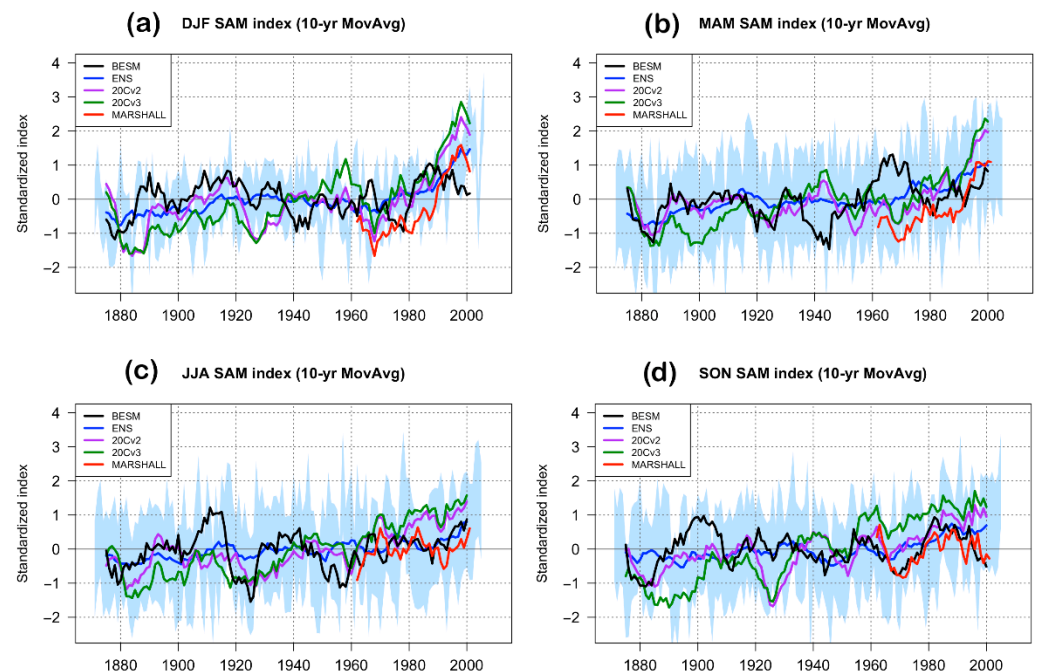 (a) DJF SAM index (10-yr MovAvg)
BESM
ENS
20Cv2
20Cv3
MARSHALL
Standardized index
4
3
2
1
0
−1
−2
1880 1900 1920 1940 1960 1980 2000
(b) MAM SAM index (10-yr MovAvg)
BESM
ENS
20Cv2
20Cv3
MARSHALL
Standardized index
4
3
2
1
0
−1
−2
1880 1900 1920 1940 1960 1980 2000
(c) JJA SAM index (10-yr MovAvg)
BESM
ENS
20Cv2
20Cv3
MARSHALL
Standardized index
4
3
2
1
0
−1
−2
1880 1900 1920 1940 1960 1980 2000
(d) SON SAM index (10-yr MovAvg)
BESM
ENS
20Cv2
20Cv3
MARSHALL
Standardized index
4
3
2
1
0
−1
−2
1880 1900 1920 1940 1960 1980 2000